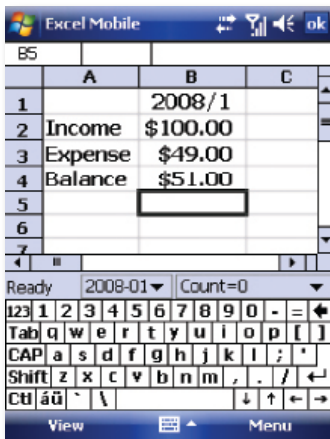 Excel Mobile ok
B5
A B C
1 2008/1
2 Income $100.00
3 Expense $49.00
4 Balance $51.00
5
6
7
Ready 2008-01 Count=0
123 1 2 3 4 5 6 7 8 9 0 - =
Tab q w e r t y u i o p [ ]
CAP a s d f g h j k l ; '
Shift z x c v b n m , . /
Ctl áü ` \
View Menu